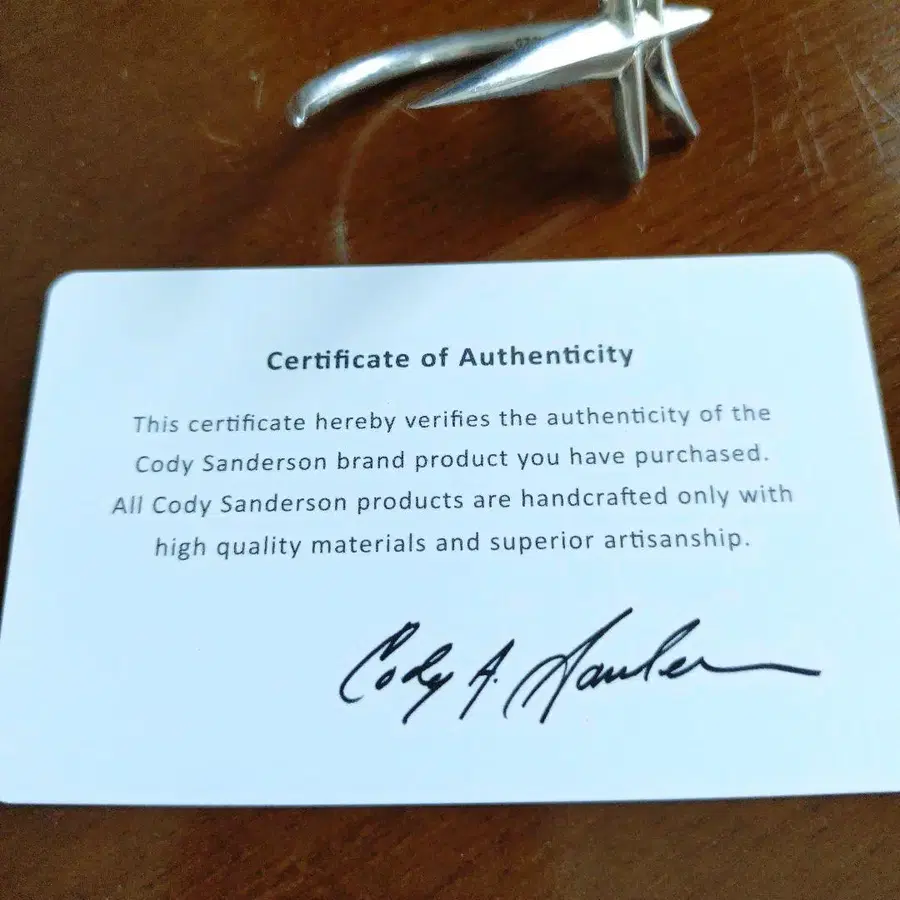 Certificate of Authenticity
This certificate hereby verifies the authenticity of the
Cody Sanderson brand product you have purchased.
All Cody Sanderson products are handcrafted only with
high quality materials and superior artisanship.
Cody A. Sanderson